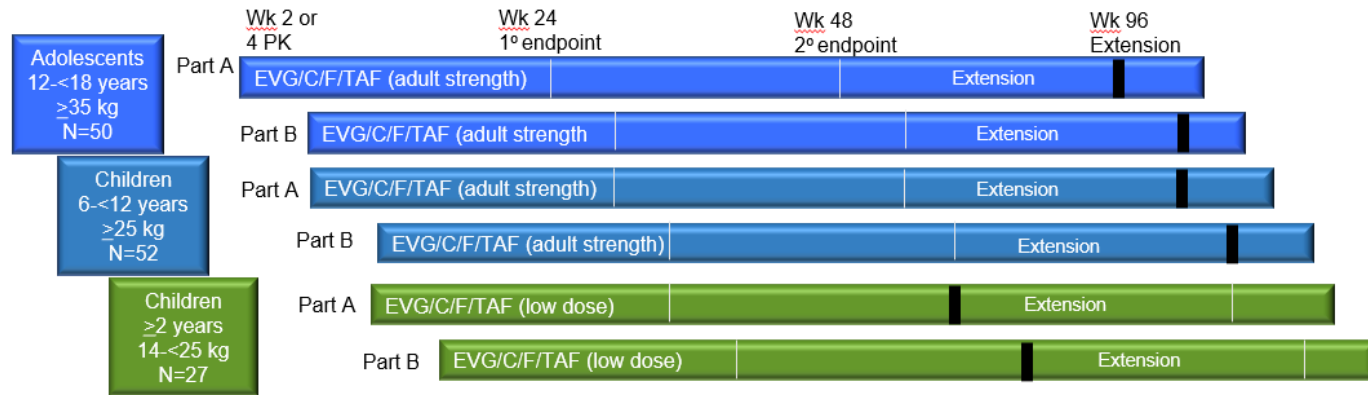 Wk 2 or
4 PK
Wk 24
1º endpoint
Wk 48
2º endpoint
Wk 96
Extension
Adolescents
12-<18 years
≥35 kg
N=50
Part A
EVG/C/F/TAF (adult strength)
Extension
Part B
EVG/C/F/TAF (adult strength
Extension
Children
6-<12 years
≥25 kg
N=52
Part A
EVG/C/F/TAF (adult strength)
Extension
Part B
EVG/C/F/TAF (adult strength)
Extension
Children
≥2 years
14-<25 kg
N=27
Part A
EVG/C/F/TAF (low dose)
Extension
Part B
EVG/C/F/TAF (low dose)
Extension